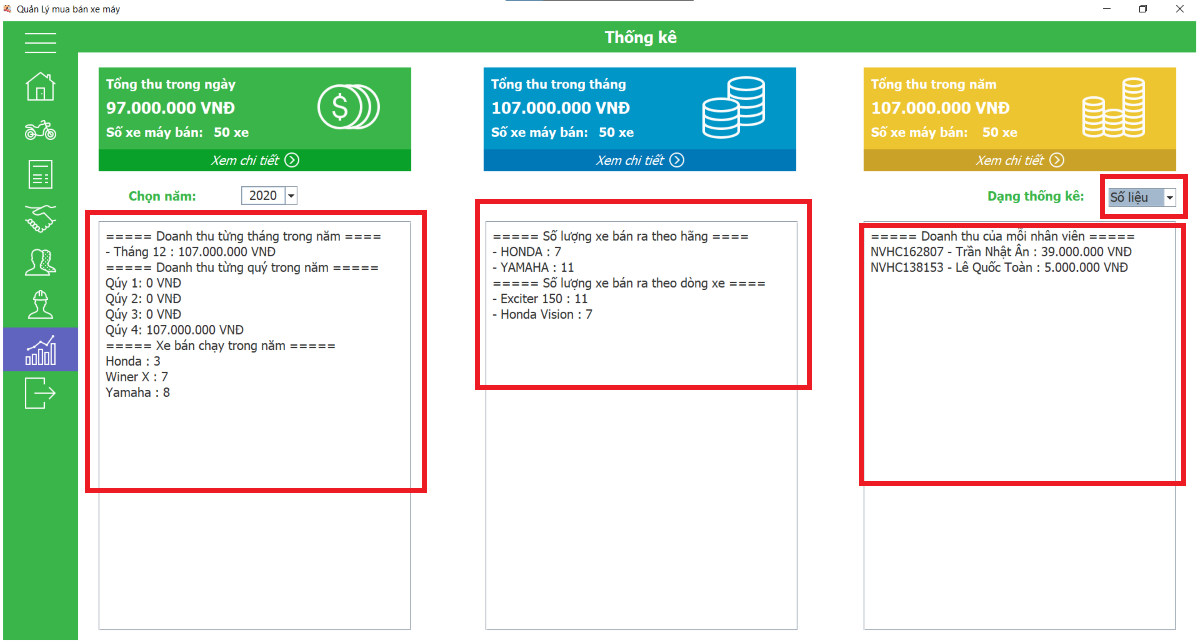 Quản Lý mua bán xe máy
Thống kê
Tổng thu trong ngày
97.000.000 VNĐ
Số xe máy bán: 50 xe
Xem chi tiết
Tổng thu trong tháng
107.000.000 VNĐ
Số xe máy bán: 50 xe
Xem chi tiết
Tổng thu trong năm
107.000.000 VNĐ
Số xe máy bán: 50 xe
Xem chi tiết
Chọn năm: 2020
Dạng thống kê: Số liệu
===== Doanh thu từng tháng trong năm ====
- Tháng 12 : 107.000.000 VNĐ
===== Doanh thu từng quý trong năm =====
Qúy 1: 0 VNĐ
Qúy 2: 0 VNĐ
Qúy 3: 0 VNĐ
Qúy 4: 107.000.000 VNĐ
===== Xe bán chạy trong năm =====
Honda : 3
Winer X : 7
Yamaha : 8
===== Số lượng xe bán ra theo hãng ====
- HONDA : 7
- YAMAHA : 11
===== Số lượng xe bán ra theo dòng xe ====
- Exciter 150 : 11
- Honda Vision : 7
===== Doanh thu của mỗi nhân viên =====
NVHC162807 - Trần Nhật Ân : 39.000.000 VNĐ
NVHC138153 - Lê Quốc Toàn : 5.000.000 VNĐ